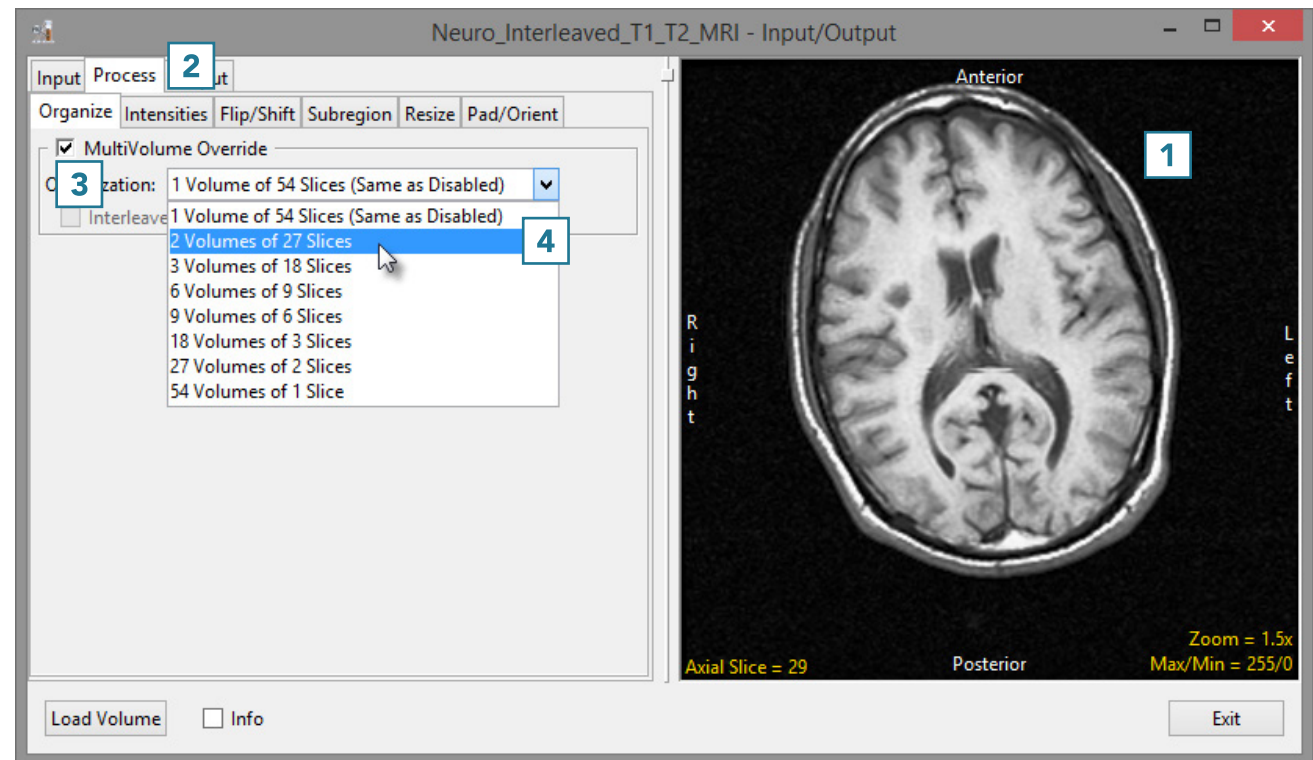 Neuro_Interleaved_T1_T2_MRI - Input/Output
Input Process 2 ut
Organize Intensities Flip/Shift Subregion Resize Pad/Orient
MultiVolume Override
3 zation: 1 Volume of 54 Slices (Same as Disabled)
Interleave
1 Volume of 54 Slices (Same as Disabled)
2 Volumes of 27 Slices 4
3 Volumes of 18 Slices
6 Volumes of 9 Slices
9 Volumes of 6 Slices
18 Volumes of 3 Slices
27 Volumes of 2 Slices
54 Volumes of 1 Slice
Anterior
1
Right
Left
Zoom = 1.5x
Axial Slice = 29 Posterior Max/Min = 255/0
Load Volume Info Exit